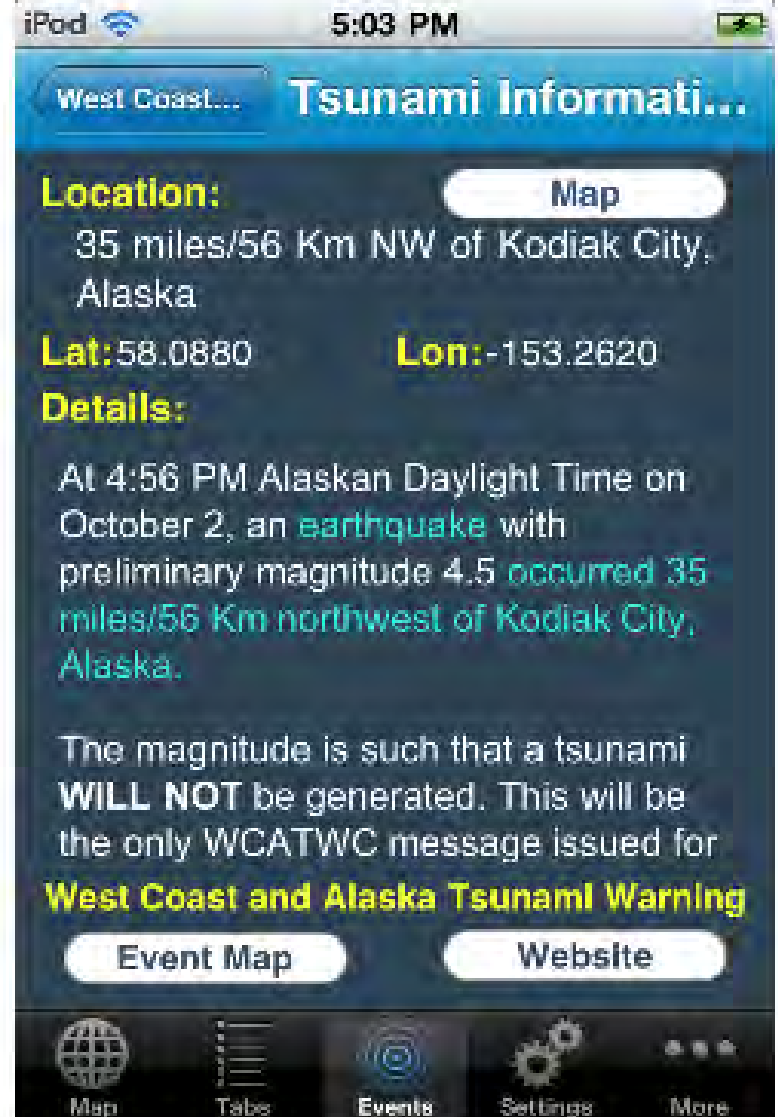 iPod 5:03 PM
West Coast... Tsunami Informati...
Location: Map
35 miles/56 Km NW of Kodiak City,
Alaska
Lat:58.0880 Lon:-153.2620
Details:
At 4:56 PM Alaskan Daylight Time on
October 2, an earthquake with
preliminary magnitude 4.5 occurred 35
miles/56 Km northwest of Kodiak City,
Alaska.
The magnitude is such that a tsunami
WILL NOT be generated. This will be
the only WCATWC message issued for
West Coast and Alaska Tsunami Warning
Event Map Website
Map Tabs Events Settings More